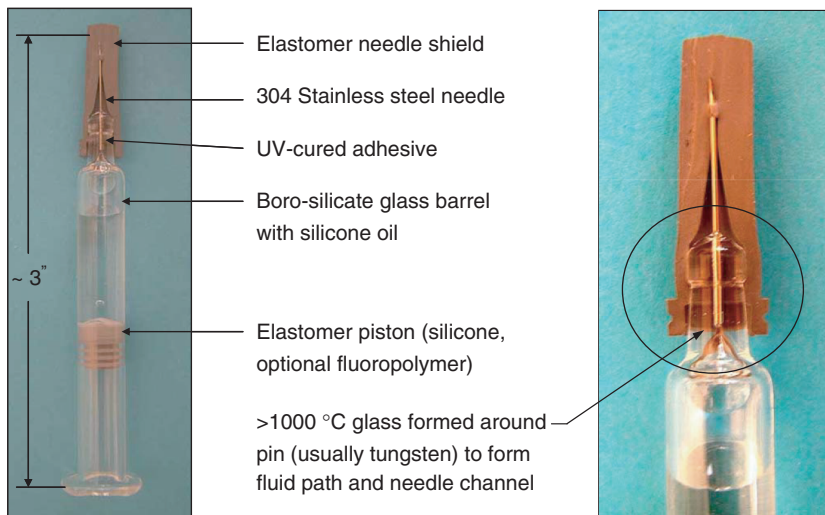 Elastomer needle shield
304 Stainless steel needle
UV-cured adhesive
Boro-silicate glass barrel
with silicone oil
~ 3"
Elastomer piston (silicone,
optional fluoropolymer)
>1000 °C glass formed around
pin (usually tungsten) to form
fluid path and needle channel